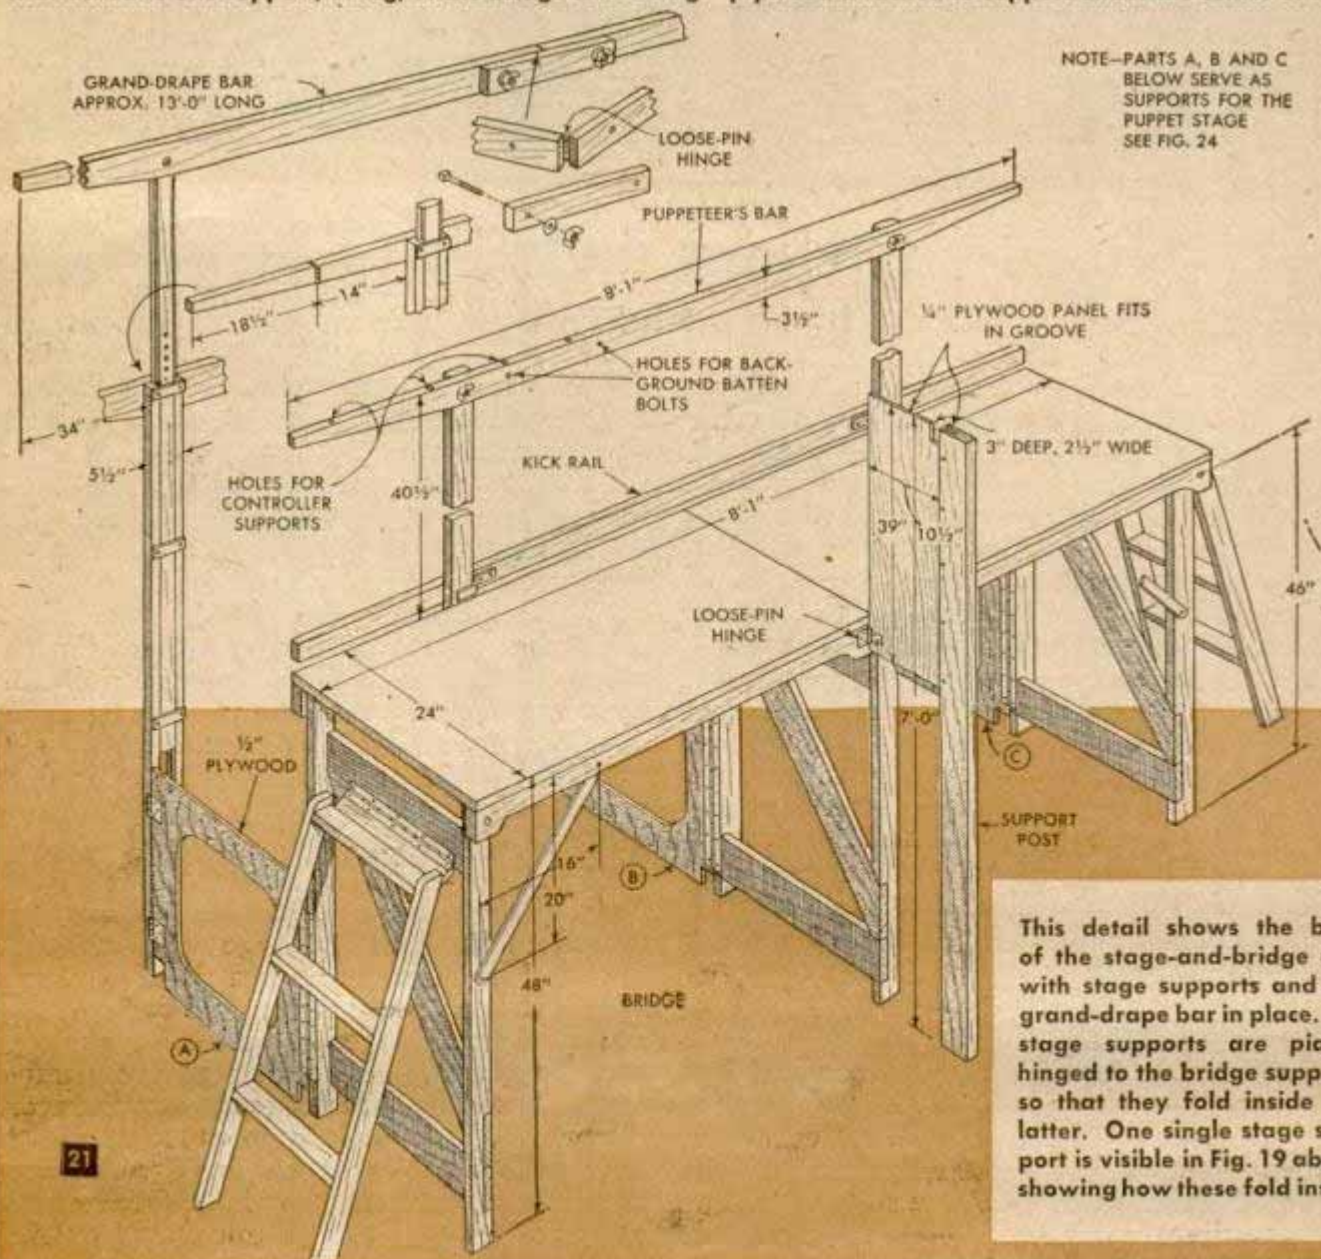 GRAND-DRAPE BAR
APPROX. 13'-0" LONG
NOTE—PARTS A, B AND C
BELOW SERVE AS
SUPPORTS FOR THE
PUPPET STAGE
SEE FIG. 24
LOOSE-PIN
HINGE
PUPPETEER'S BAR
14"
18½"
8'-1"
3½"
¼" PLYWOOD PANEL FITS
IN GROOVE
HOLES FOR BACK-
GROUND BATTEN
BOLTS
34"
5½"
HOLES FOR
CONTROLLER
SUPPORTS
40½"
KICK RAIL
8'-1"
3" DEEP, 2½" WIDE
39"
10½"
46"
LOOSE-PIN
HINGE
24"
½"
PLYWOOD
7'-0"
C
SUPPORT
POST
16"
20"
B
48"
BRIDGE
A
21
This detail shows the b
of the stage-and-bridge
with stage supports and
grand-drape bar in place.
stage supports are pia
hinged to the bridge supp
so that they fold inside
latter. One single stage s
port is visible in Fig. 19 ab
showing how these fold ins